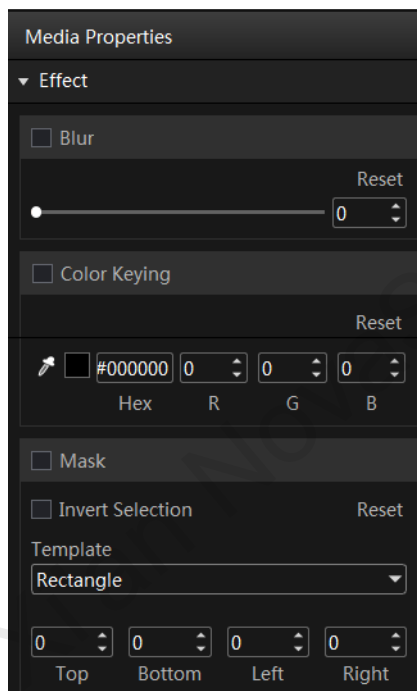 Media Properties
Effect
Blur
Reset
0
Color Keying
Reset
#000000 0 0 0
Hex R G B
Mask
Invert Selection Reset
Template
Rectangle
0 0 0 0
Top Bottom Left Right